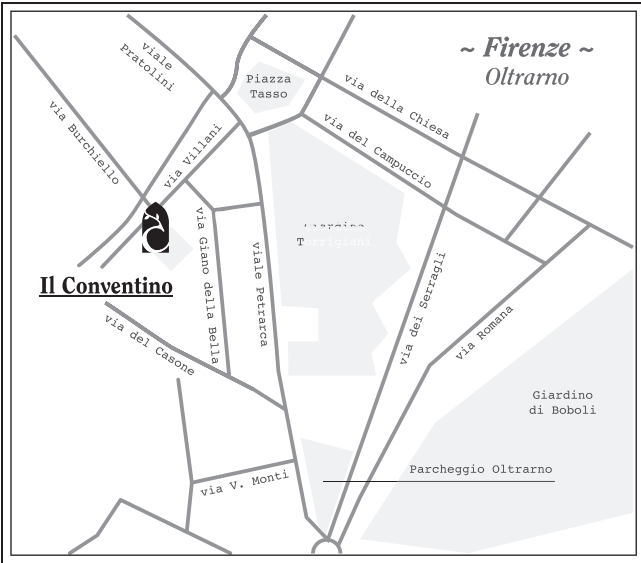 ~ Firenze ~
Oltrarno
viale
Pratolini
Piazza
Tasso
via della Chiesa
via Burchiello
via Villani
via del Campuccio
Giardino
Torrigiani
via Giano della Bella
viale Petrarca
via dei Serragli
Il Conventino
via del Casone
via Romana
Giardino
di Boboli
Parcheggio Oltrarno
via V. Monti